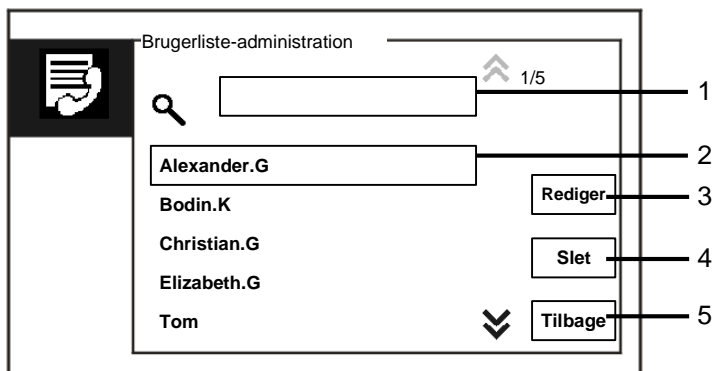 Brugerliste-administration
1/5
1
Alexander.G
2
Bodin.K
Rediger
3
Christian.G
Slet
4
Elizabeth.G
Tom
Tilbage
5